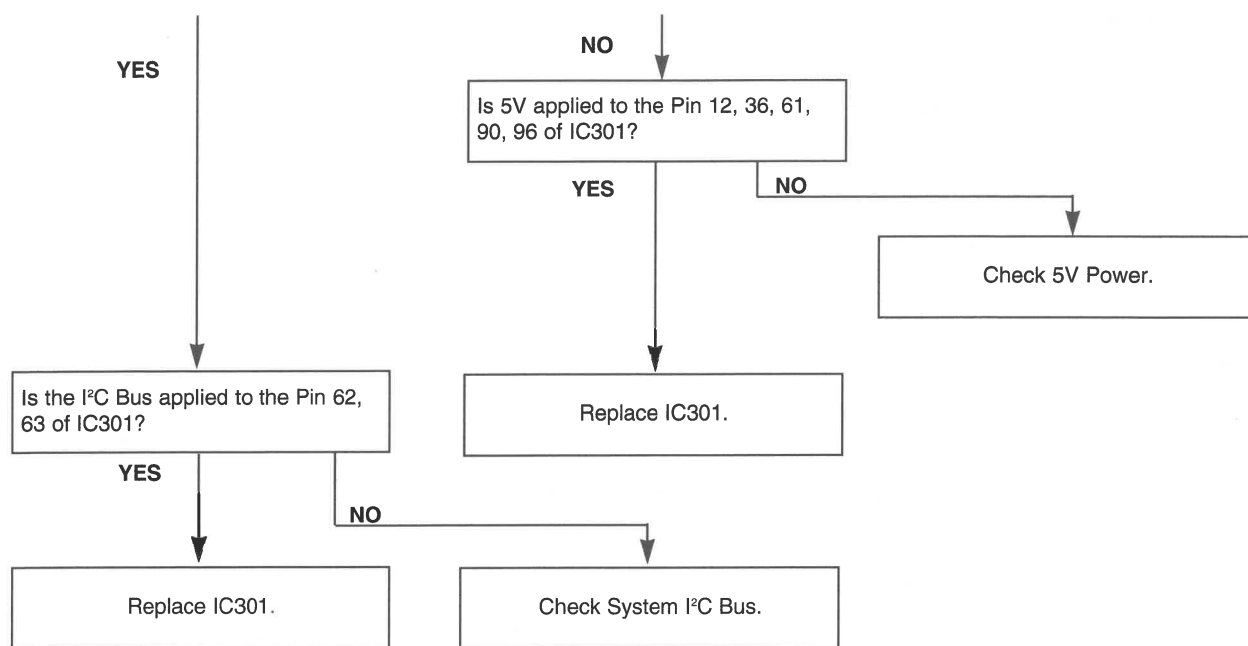 YES
NO
Is 5V applied to the Pin 12, 36, 61,
90, 96 of IC301?
YES
NO
Check 5V Power.
Is the I²C Bus applied to the Pin 62,
63 of IC301?
Replace IC301.
YES
NO
Replace IC301.
Check System I²C Bus.